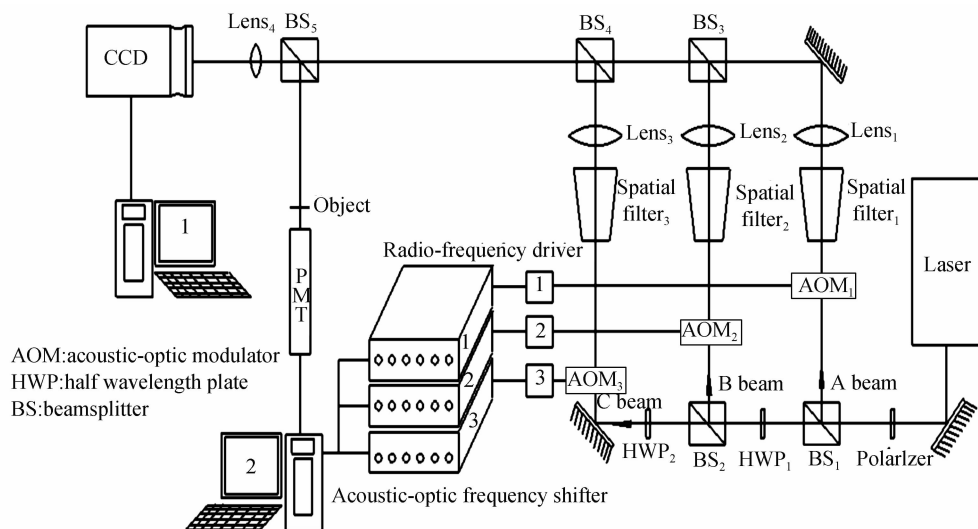 Lens₄
BS₅
BS₄
BS₃
CCD
Lens₃
Lens₂
Lens₁
Spatial
filter₃
Spatial
filter₂
Spatial
filter₁
Object
1
Radio-frequency driver
Laser
PMT
1
AOM₁
AOM:acoustic-optic modulator
HWP:half wavelength plate
BS:beamsplitter
1
2
AOM₂
2
3
AOM₃
3
C beam
B beam
A beam
HWP₂
BS₂
HWP₁
BS₁
Polarlzer
2
Acoustic-optic frequency shifter